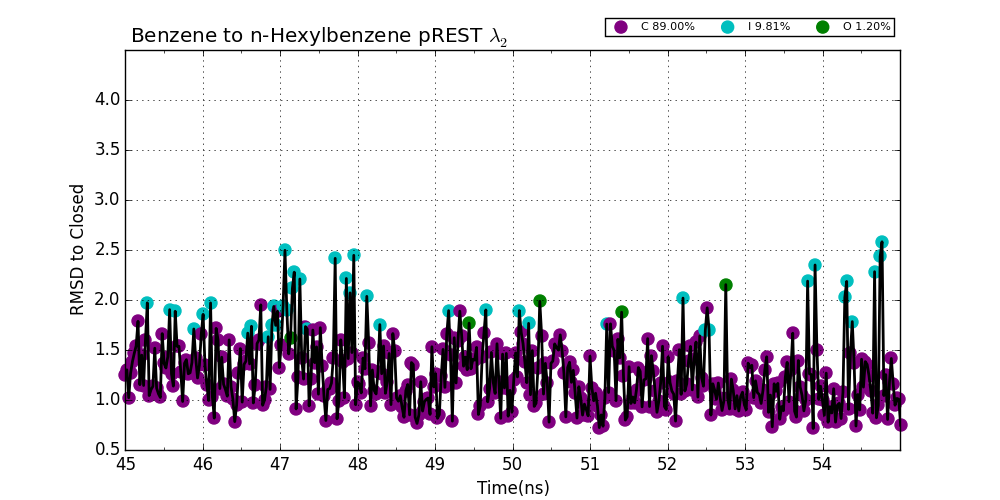 Benzene to n-Hexylbenzene pREST λ₂
C 89.00% I 9.81% O 1.20%
4.0
3.5
3.0
2.5
2.0
1.5
1.0
0.5
RMSD to Closed
45 46 47 48 49 50 51 52 53 54
Time(ns)